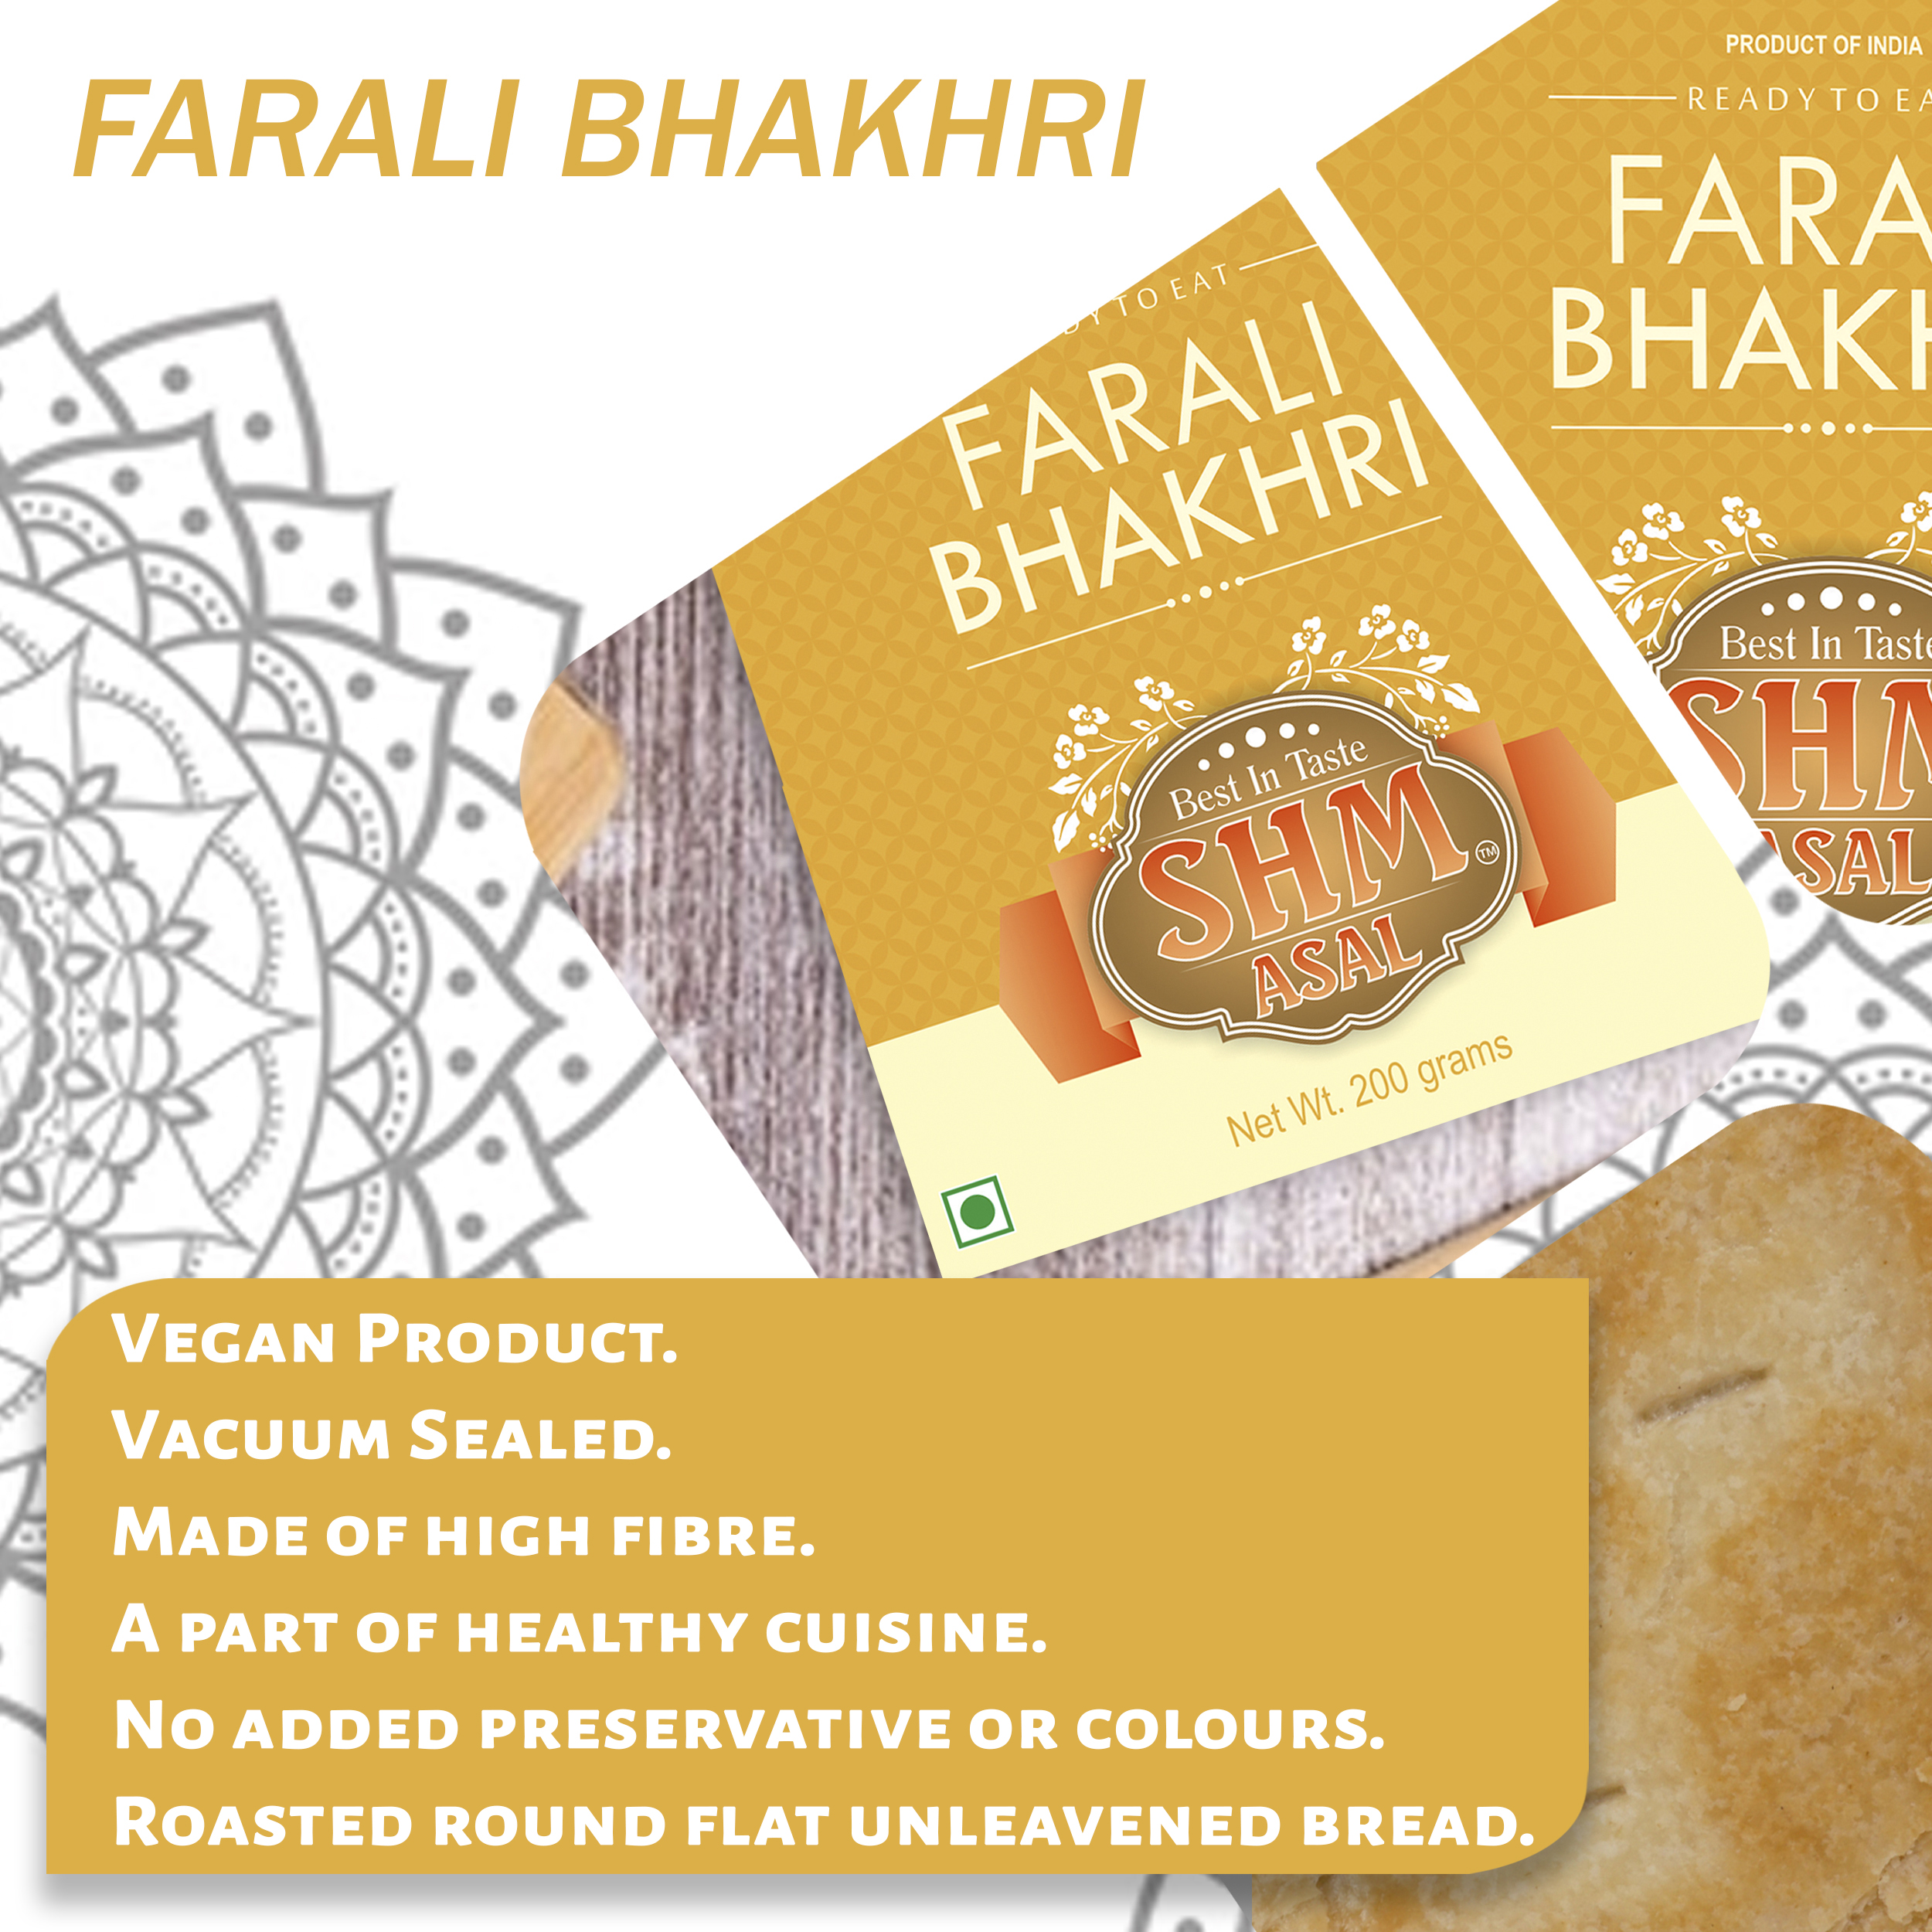 FARALI BHAKHRI
PRODUCT OF INDIA
READY TO EA
FARA
BHAKH
Best In Taste
SHM
ASAL
DY TO EAT
FARALI
BHAKHRI
Best In Taste
SHM
TM
ASAL
Net Wt. 200 grams
VEGAN PRODUCT.
VACUUM SEALED.
MADE OF HIGH FIBRE.
A PART OF HEALTHY CUISINE.
NO ADDED PRESERVATIVE OR COLOURS.
ROASTED ROUND FLAT UNLEAVENED BREAD.